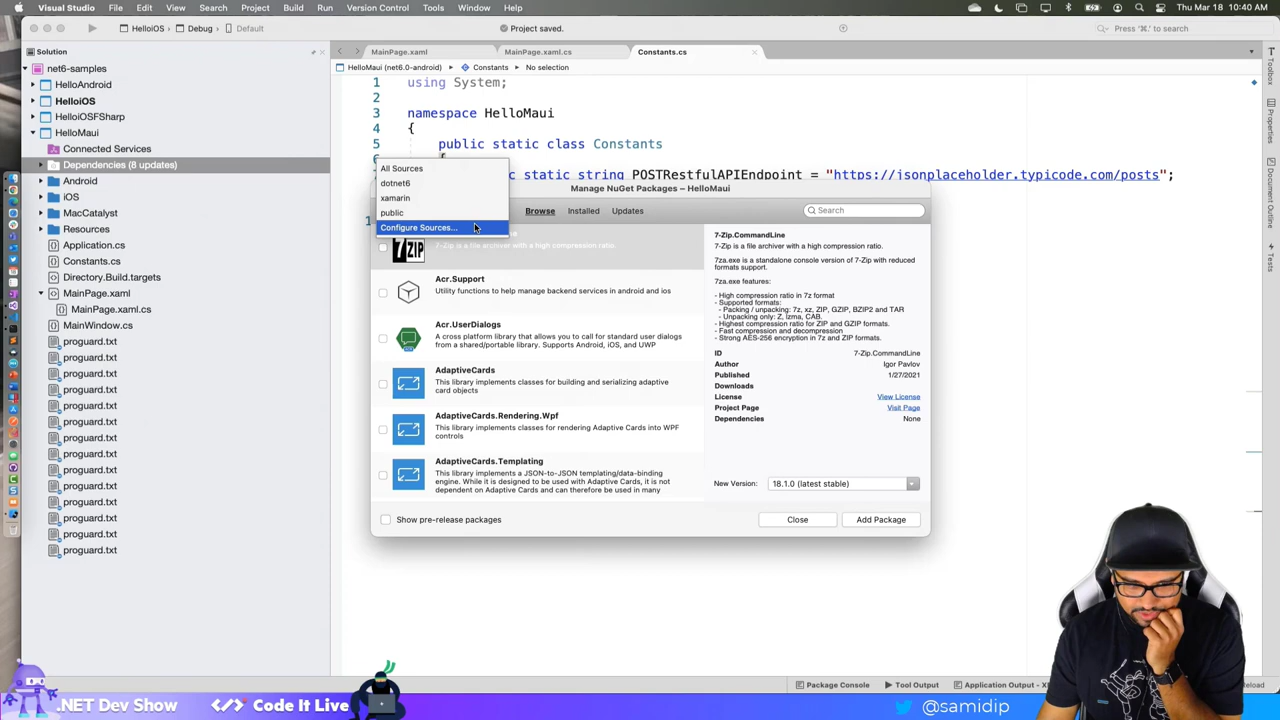 Visual Studio File Edit View Search Project Build Run Version Control Tools Window Help Thu Mar 18 10:40 AM
HelloiOS Debug Default Project saved. Press '⌘.' to search
Solution
MainPage.xaml MainPage.xaml.cs Constants.cs
HelloMaui (net6.0-android) Constants No selection
net6-samples
HelloAndroid
HelloiOS
HelloiOSFSharp
HelloMaui
Connected Services
Dependencies (8 updates)
Android
iOS
MacCatalyst
Resources
Application.cs
Constants.cs
Directory.Build.targets
MainPage.xaml
MainPage.xaml.cs
MainWindow.cs
proguard.txt
proguard.txt
proguard.txt
proguard.txt
proguard.txt
proguard.txt
proguard.txt
proguard.txt
proguard.txt
proguard.txt
proguard.txt
proguard.txt
proguard.txt
proguard.txt
1 using System;
2
3 namespace HelloMaui
4 {
5 public static class Constants
6 {
7 static string POSTRestfulAPIEndpoint = "https://jsonplaceholder.typicode.com/posts";
All Sources
dotnet6
xamarin
public
Configure Sources...
Manage NuGet Packages – HelloMaui
Browse Installed Updates Search
7ZIP
7-Zip is a file archiver with a high compression ratio.
Acr.Support
Utility functions to help manage backend services in android and ios
Acr.UserDialogs
A cross platform library that allows you to call for standard user dialogs
from a shared/portable library. Supports Android, iOS, and UWP
AdaptiveCards
This library implements classes for building and serializing adaptive
card objects
AdaptiveCards.Rendering.Wpf
This library implements classes for rendering Adaptive Cards into WPF
controls
AdaptiveCards.Templating
This library implements a JSON-to-JSON templating/data-binding
engine. While it is designed to be used with Adaptive Cards, it is not
dependent on Adaptive Cards and can therefore be used in many
7-Zip.CommandLine
7-Zip is a file archiver with a high compression ratio.
7za.exe is a standalone console version of 7-Zip with reduced
formats support.
7za.exe features:
- High compression ratio in 7z format
- Supported formats:
- Packing / unpacking: 7z, xz, ZIP, GZIP, BZIP2 and TAR
- Unpacking only: Z, lzma, CAB.
- Highest compression ratio for ZIP and GZIP formats.
- Fast compression and decompression
- Strong AES-256 encryption in 7z and ZIP formats.
ID 7-Zip.CommandLine
Author Igor Pavlov
Published 1/27/2021
Downloads
License View License
Project Page Visit Page
Dependencies None
New Version: 18.1.0 (latest stable)
Show pre-release packages Close Add Package
Toolbox
Properties
Document Outline
Tests
Package Console Tool Output Application Output
.NET Dev Show </> Code It Live @samidip